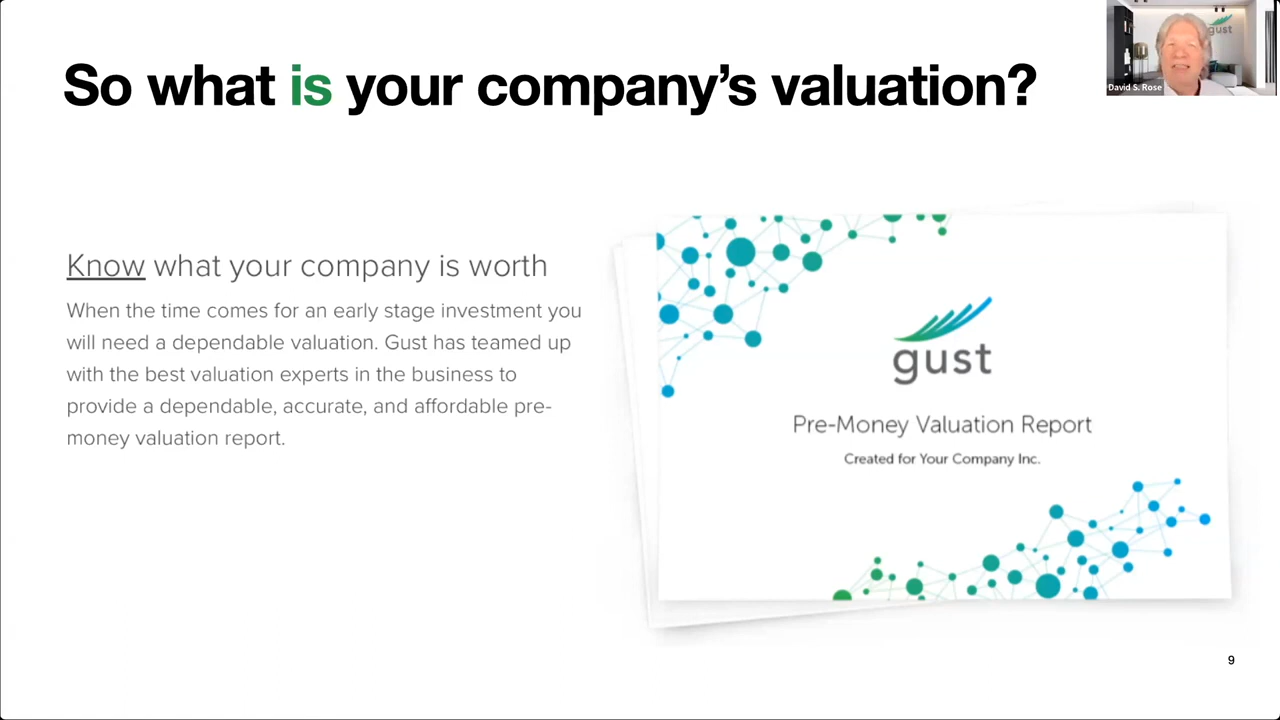 So what is your company's valuation?
gust
David S. Rose
Know what your company is worth
When the time comes for an early stage investment you
will need a dependable valuation. Gust has teamed up
with the best valuation experts in the business to
provide a dependable, accurate, and affordable pre-
money valuation report.
gust
Pre-Money Valuation Report
Created for Your Company Inc.
9